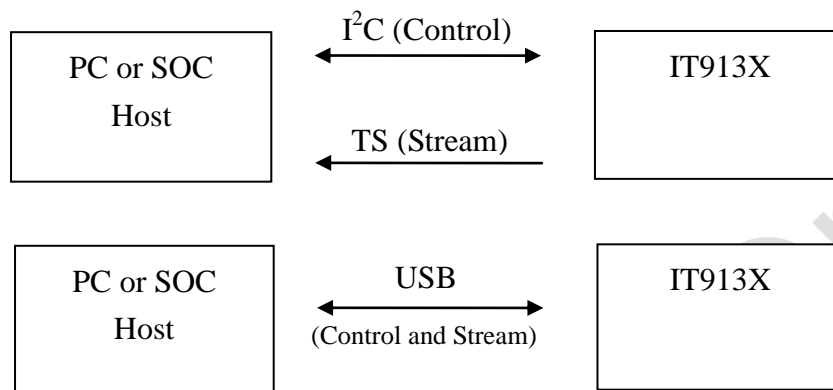 I²C (Control)
PC or SOC
Host
IT913X
TS (Stream)
PC or SOC
Host
USB
(Control and Stream)
IT913X